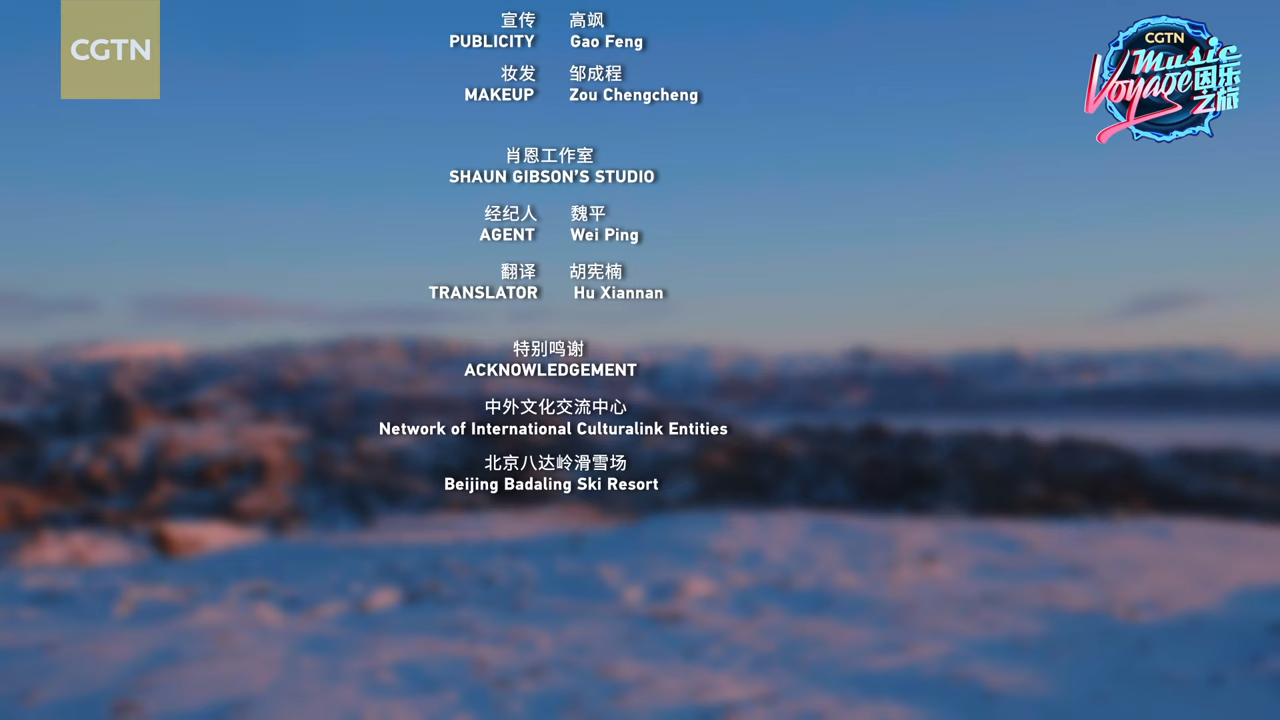 CGTN
CGTN
Music
Voyage 因乐
之旅
宣传 高飒
PUBLICITY Gao Feng
妆发 邹成程
MAKEUP Zou Chengcheng
肖恩工作室
SHAUN GIBSON’S STUDIO
经纪人 魏平
AGENT Wei Ping
翻译 胡宪楠
TRANSLATOR Hu Xiannan
特别鸣谢
ACKNOWLEDGEMENT
中外文化交流中心
Network of International Culturalink Entities
北京八达岭滑雪场
Beijing Badaling Ski Resort